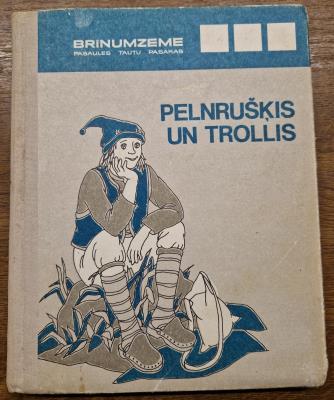 BRINUMZEME
PASAULES TAUTU PASAKAS
PELNRUŠĶIS
UN TROLLIS